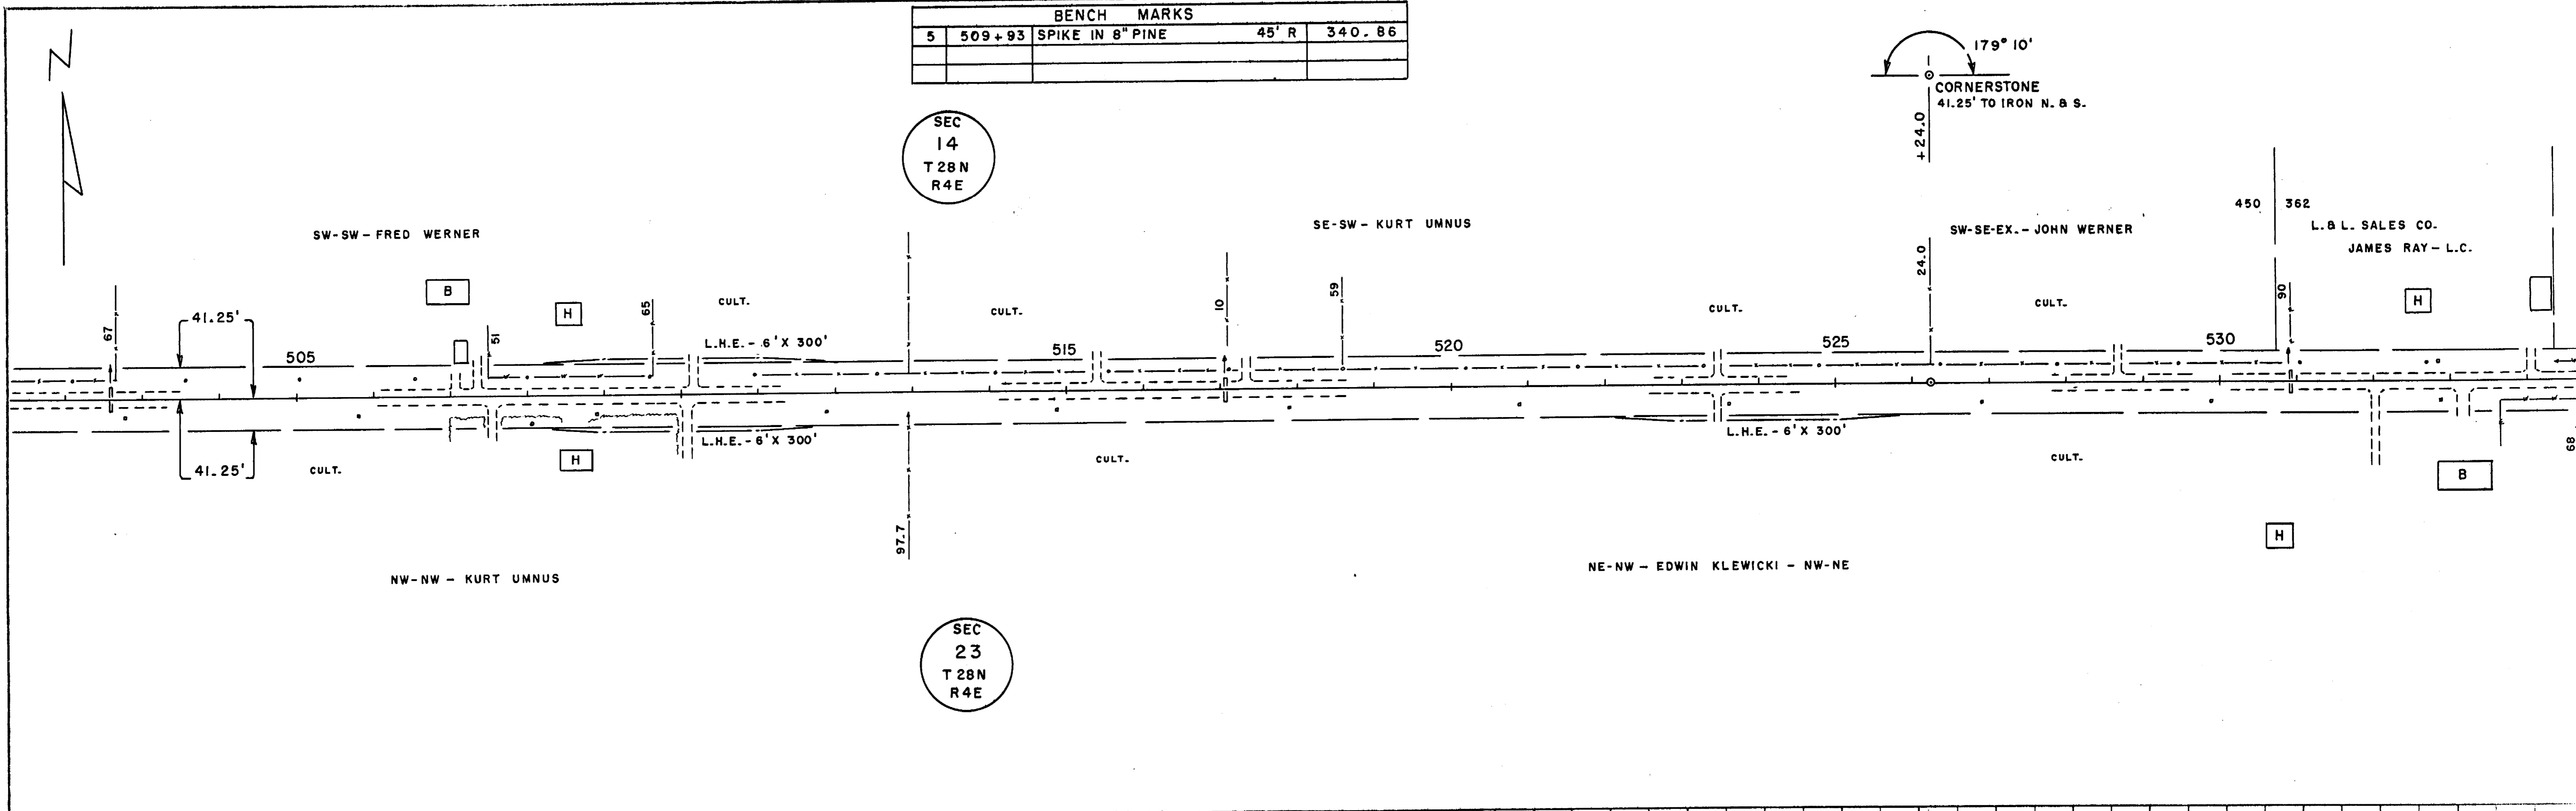 BENCH MARKS
5 509+93 SPIKE IN 8" PINE 45' R 340.86
N
179° 10'
CORNERSTONE
41.25' TO IRON N. & S.
+24.0
SEC
14
T 28 N
R4E
SW-SW-FRED WERNER
SE-SW- KURT UMNUS
SW-SE-EX.- JOHN WERNER
450 362
L. & L. SALES CO.
JAMES RAY- L.C.
B
H
H
67
41.25'
51
65
CULT.
CULT.
10
59
CULT.
24.0
CULT.
90
505
L.H.E.- 6' X 300'
515
520
525
530
41.25'
CULT.
H
L.H.E.- 6' X 300'
CULT.
L.H.E.- 6' X 300'
CULT.
B
68
97.7
H
NW-NW - KURT UMNUS
NE-NW - EDWIN KLEWICKI - NW-NE
SEC
23
T 28N
R4E